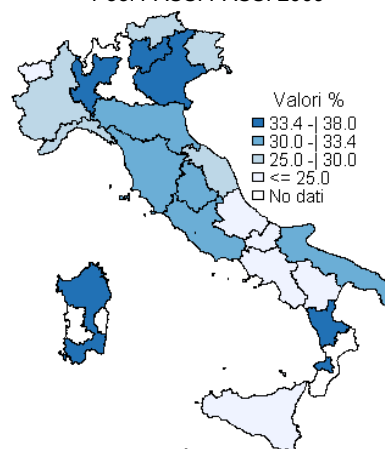 Valori %
33.4 -| 38.0
30.0 -| 33.4
25.0 -| 30.0
<= 25.0
No dati